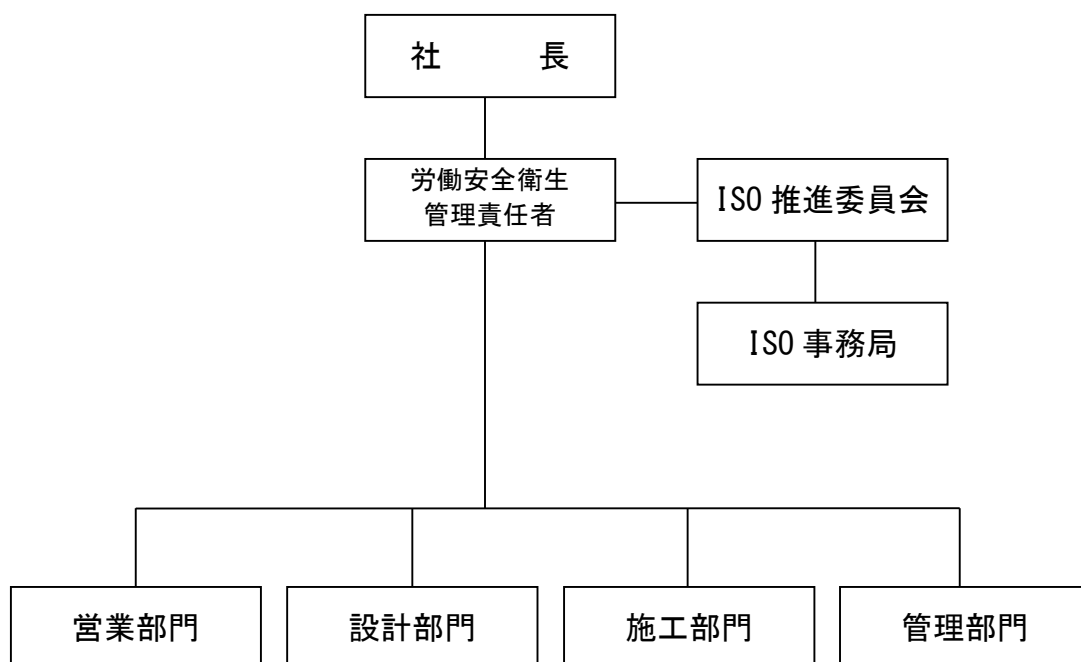 社　　長
労働安全衛生
管理責任者
ISO 推進委員会
ISO 事務局
営業部門
設計部門
施工部門
管理部門